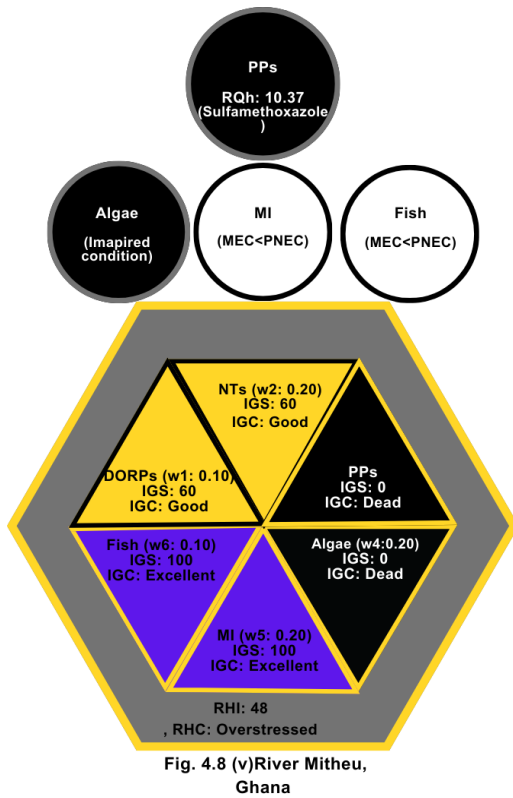 PPs
RQh: 10.37
(Sulfamethoxazole
)
Algae
(Imapired
condition)
MI
(MEC<PNEC)
Fish
(MEC<PNEC)
NTs (w2: 0.20)
IGS: 60
IGC: Good
DORPs (w1: 0.10)
IGS: 60
IGC: Good
PPs
IGS: 0
IGC: Dead
Fish (w6: 0.10)
IGS: 100
IGC: Excellent
Algae (w4:0.20)
IGS: 0
IGC: Dead
MI (w5: 0.20)
IGS: 100
IGC: Excellent
RHI: 48
, RHC: Overstressed
Fig. 4.8 (v)River Mitheu,
Ghana